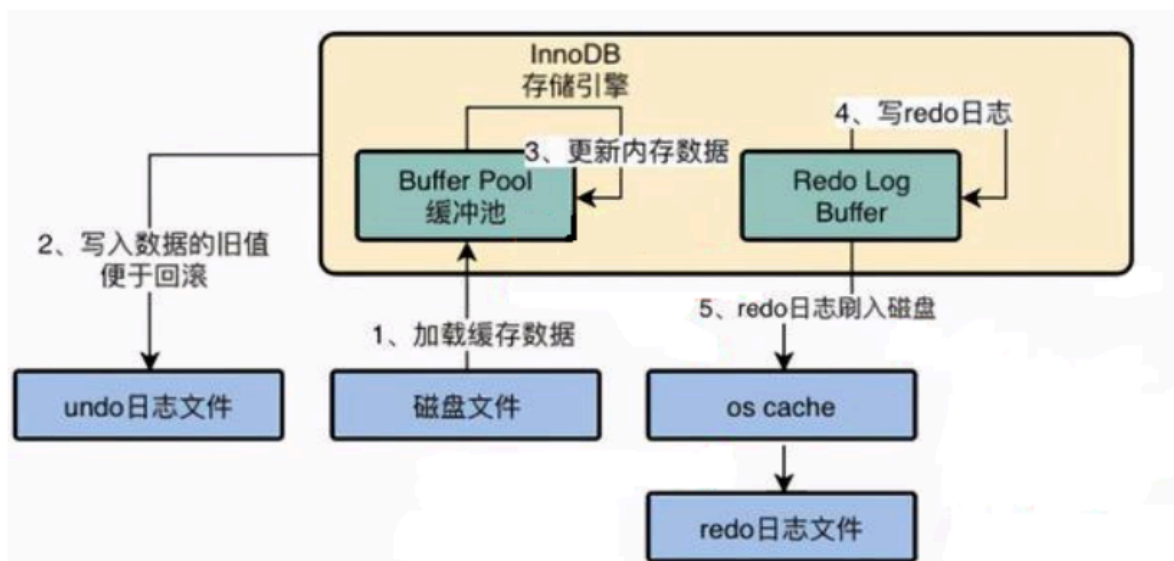 InnoDB
存储引擎
4、写redo日志
3、更新内存数据
Buffer Pool
缓冲池
Redo Log
Buffer
2、写入数据的旧值
便于回滚
5、redo日志刷入磁盘
1、加载缓存数据
undo日志文件
磁盘文件
os cache
redo日志文件